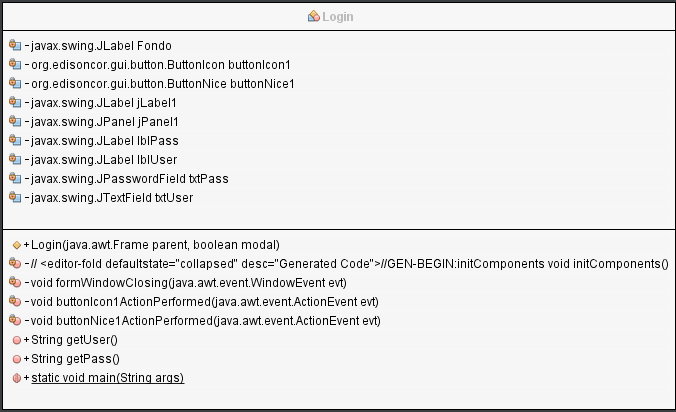 Login
-javax.swing.JLabel Fondo
-org.edisoncor.gui.button.ButtonIcon buttonIcon1
-org.edisoncor.gui.button.ButtonNice buttonNice1
-javax.swing.JLabel jLabel1
-javax.swing.JPanel jPanel1
-javax.swing.JLabel lblPass
-javax.swing.JLabel lblUser
-javax.swing.JPasswordField txtPass
-javax.swing.JTextField txtUser
+Login(java.awt.Frame parent, boolean modal)
-// <editor-fold defaultstate="collapsed" desc="Generated Code">//GEN-BEGIN:initComponents void initComponents()
-void formWindowClosing(java.awt.event.WindowEvent evt)
-void buttonIcon1ActionPerformed(java.awt.event.ActionEvent evt)
-void buttonNice1ActionPerformed(java.awt.event.ActionEvent evt)
+String getUser()
+String getPass()
+static void main(String args)